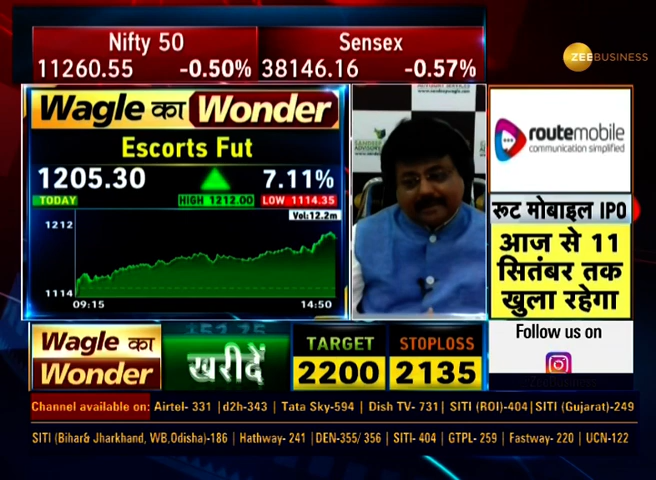 Nifty 50
11260.55 -0.50%
Sensex
38146.16 -0.57%
ZEE BUSINESS
Wagle का Wonder
Escorts Fut
1205.30 7.11%
TODAY HIGH 1212.00 LOW 1114.35
Vol:12.2m
1212
1114
09:15 14:50
www.sandeepwagle.com
routemobile
communication simplified
रूट मोबाइल IPO
आज से 11
सितंबर तक
खुला रहेगा
Wagle का
Wonder
खरीदें
TARGET
2200
STOPLOSS
2135
Follow us on
Channel available on: Airtel- 331 | d2h-343 | Tata Sky-594 | Dish TV- 731 | SITI (ROI)-404 | SITI (Gujarat)-249
SITI (Bihar& Jharkhand, WB,Odisha)-186 | Hathway- 241 | DEN-355/ 356 | SITI- 404 | GTPL- 259 | Fastway- 220 | UCN-122